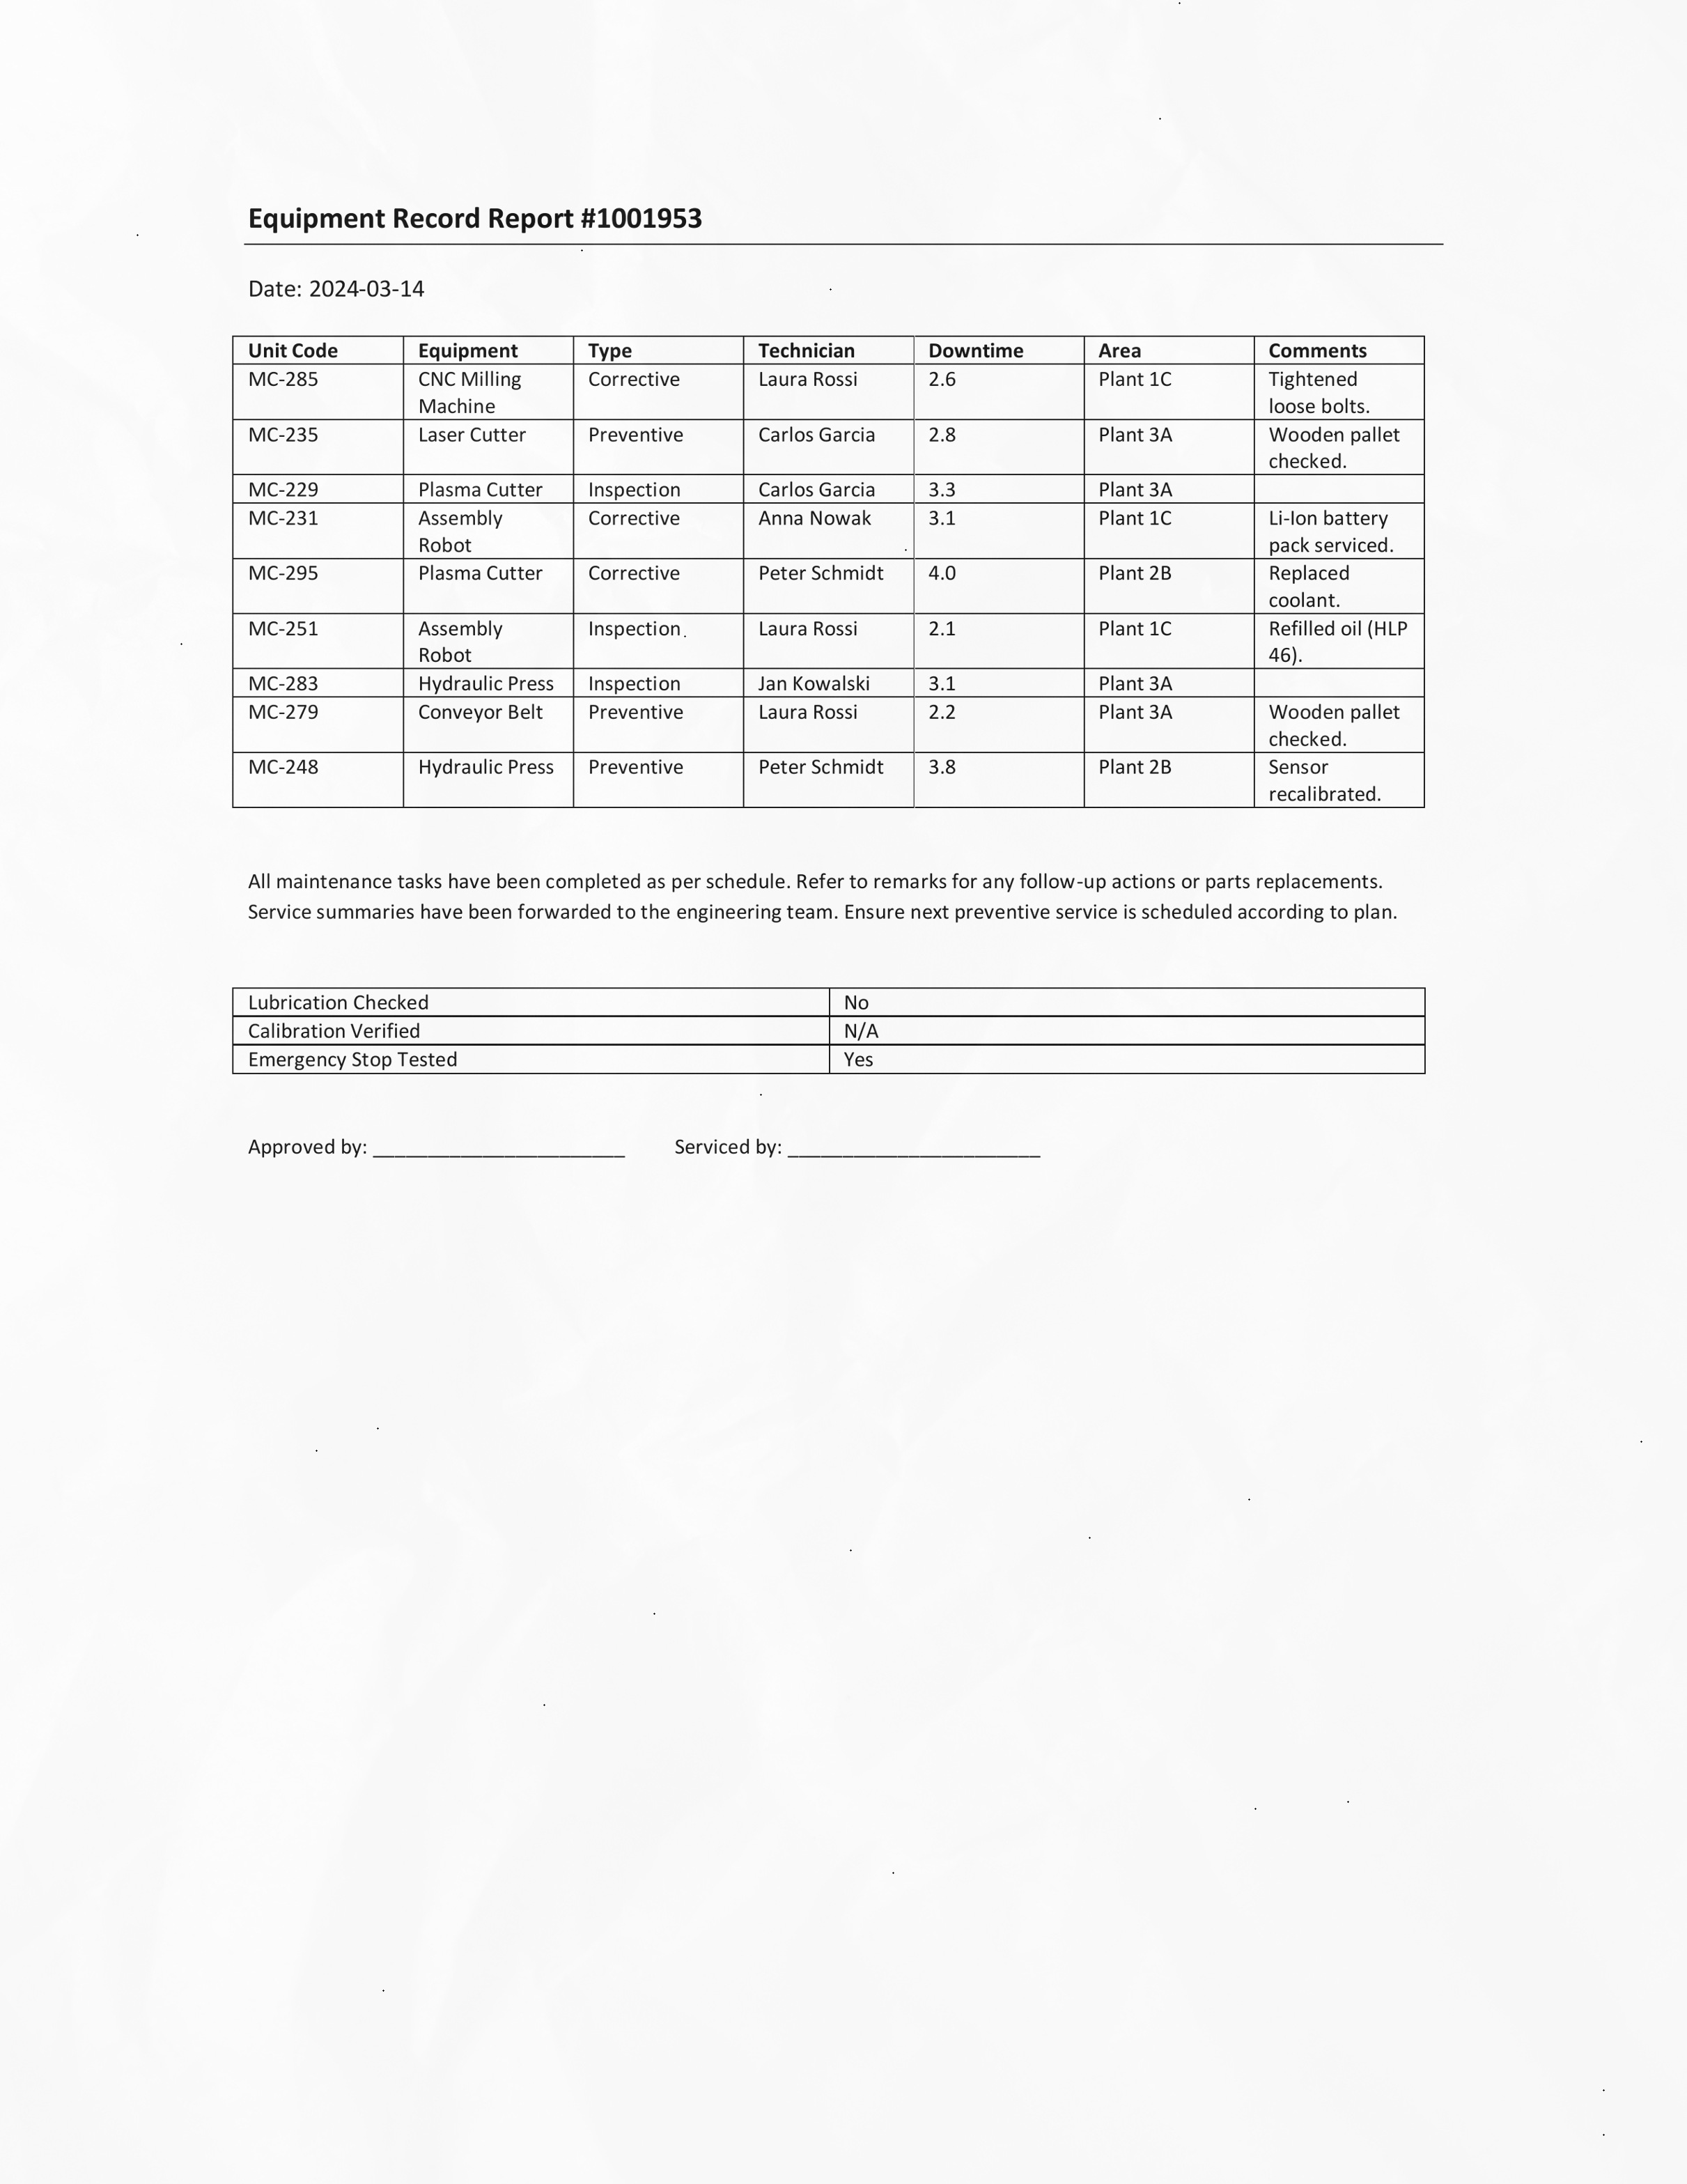 Equipment Record Report #1001953
Date: 2024-03-14
Unit Code Equipment Type Technician Downtime Area Comments
MC-285 CNC Milling Machine Corrective Laura Rossi 2.6 Plant 1C Tightened loose bolts.
MC-235 Laser Cutter Preventive Carlos Garcia 2.8 Plant 3A Wooden pallet checked.
MC-229 Plasma Cutter Inspection Carlos Garcia 3.3 Plant 3A
MC-231 Assembly Robot Corrective Anna Nowak 3.1 Plant 1C Li-Ion battery pack serviced.
MC-295 Plasma Cutter Corrective Peter Schmidt 4.0 Plant 2B Replaced coolant.
MC-251 Assembly Robot Inspection Laura Rossi 2.1 Plant 1C Refilled oil (HLP 46).
MC-283 Hydraulic Press Inspection Jan Kowalski 3.1 Plant 3A
MC-279 Conveyor Belt Preventive Laura Rossi 2.2 Plant 3A Wooden pallet checked.
MC-248 Hydraulic Press Preventive Peter Schmidt 3.8 Plant 2B Sensor recalibrated.
All maintenance tasks have been completed as per schedule. Refer to remarks for any follow-up actions or parts replacements.
Service summaries have been forwarded to the engineering team. Ensure next preventive service is scheduled according to plan.
Lubrication Checked No
Calibration Verified N/A
Emergency Stop Tested Yes
Approved by: _______________________ Serviced by: _______________________